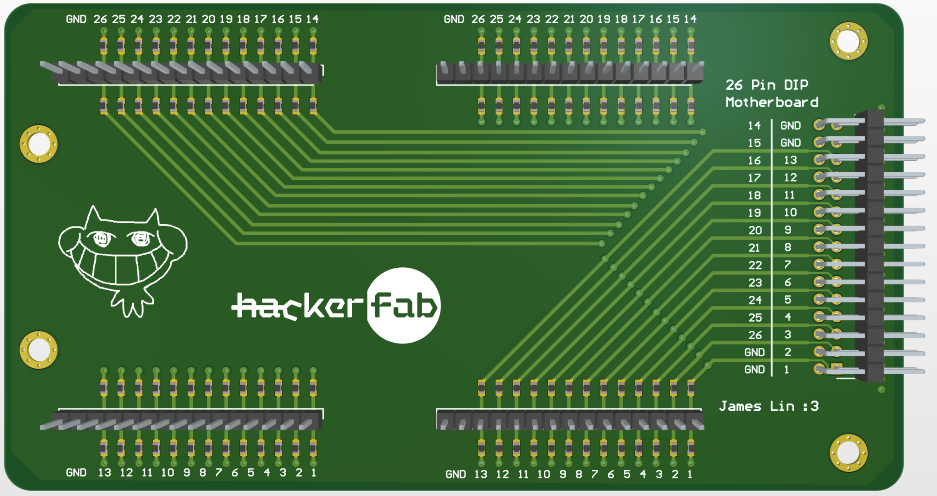 GND 26 25 24 23 22 21 20 19 18 17 16 15 14
GND 26 25 24 23 22 21 20 19 18 17 16 15 14
26 Pin DIP
Motherboard
14 GND
15 GND
16 13
17 12
18 11
19 10
20 9
21 8
22 7
23 6
24 5
25 4
26 3
GND 2
GND 1
hackerfab
James Lin :3
GND 13 12 11 10 9 8 7 6 5 4 3 2 1
GND 13 12 11 10 9 8 7 6 5 4 3 2 1